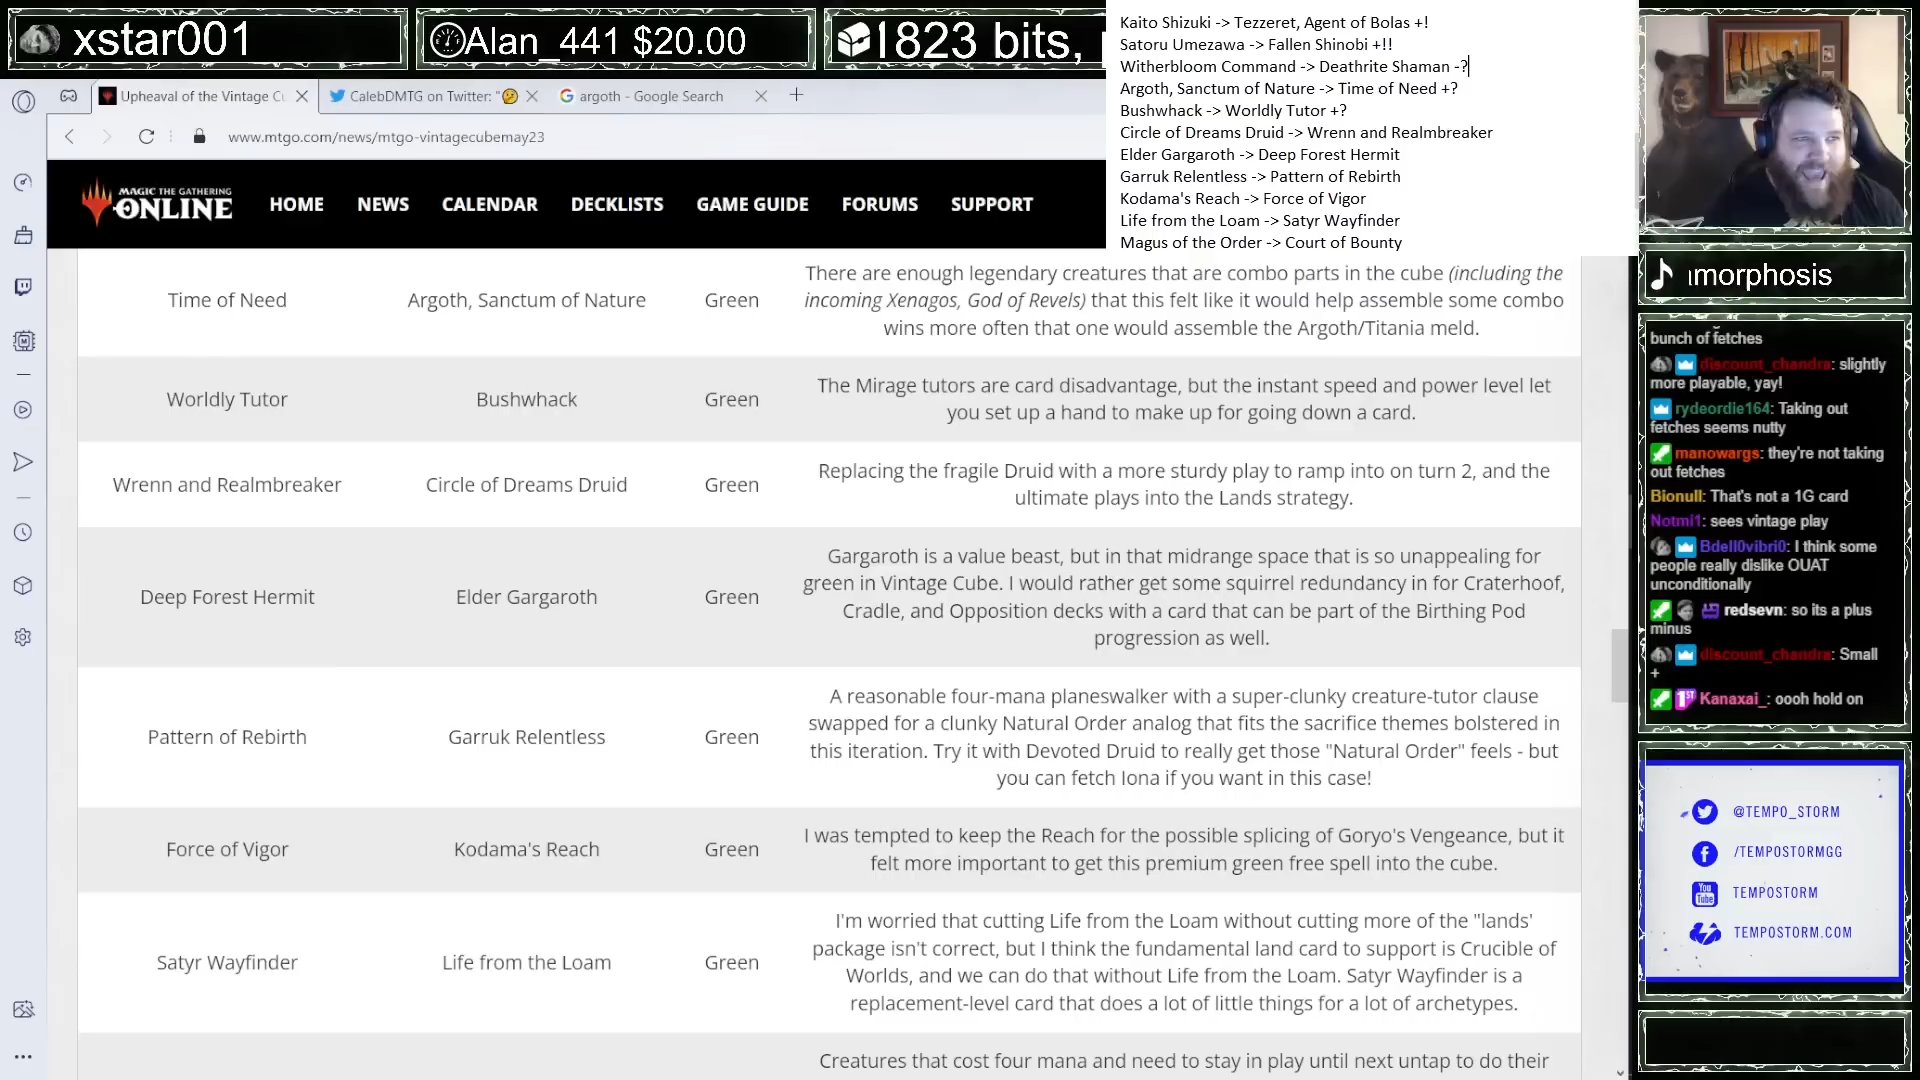 xstar001
Alan_441 $20.00
1823 bits,
Kaito Shizuki -> Tezzeret, Agent of Bolas +!
Satoru Umezawa -> Fallen Shinobi +!!
Witherbloom Command -> Deathrite Shaman -?
Argoth, Sanctum of Nature -> Time of Need +?
Bushwhack -> Worldly Tutor +?
Circle of Dreams Druid -> Wrenn and Realmbreaker
Elder Gargaroth -> Deep Forest Hermit
Garruk Relentless -> Pattern of Rebirth
Kodama's Reach -> Force of Vigor
Life from the Loam -> Satyr Wayfinder
Magus of the Order -> Court of Bounty
Upheaval of the Vintage Cu
CalebDMTG on Twitter: "🤔
argoth - Google Search
www.mtgo.com/news/mtgo-vintagecubemay23
MAGIC THE GATHERING
ONLINE
HOME
NEWS
CALENDAR
DECKLISTS
GAME GUIDE
FORUMS
SUPPORT
Time of Need
Argoth, Sanctum of Nature
Green
There are enough legendary creatures that are combo parts in the cube (including the
incoming Xenagos, God of Revels) that this felt like it would help assemble some combo
wins more often that one would assemble the Argoth/Titania meld.
Worldly Tutor
Bushwhack
Green
The Mirage tutors are card disadvantage, but the instant speed and power level let
you set up a hand to make up for going down a card.
Wrenn and Realmbreaker
Circle of Dreams Druid
Green
Replacing the fragile Druid with a more sturdy play to ramp into on turn 2, and the
ultimate plays into the Lands strategy.
Deep Forest Hermit
Elder Gargaroth
Green
Gargaroth is a value beast, but in that midrange space that is so unappealing for
green in Vintage Cube. I would rather get some squirrel redundancy in for Craterhoof,
Cradle, and Opposition decks with a card that can be part of the Birthing Pod
progression as well.
Pattern of Rebirth
Garruk Relentless
Green
A reasonable four-mana planeswalker with a super-clunky creature-tutor clause
swapped for a clunky Natural Order analog that fits the sacrifice themes bolstered in
this iteration. Try it with Devoted Druid to really get those "Natural Order" feels - but
you can fetch Iona if you want in this case!
Force of Vigor
Kodama's Reach
Green
I was tempted to keep the Reach for the possible splicing of Goryo's Vengeance, but it
felt more important to get this premium green free spell into the cube.
Satyr Wayfinder
Life from the Loam
Green
I'm worried that cutting Life from the Loam without cutting more of the "lands'
package isn't correct, but I think the fundamental land card to support is Crucible of
Worlds, and we can do that without Life from the Loam. Satyr Wayfinder is a
replacement-level card that does a lot of little things for a lot of archetypes.
Creatures that cost four mana and need to stay in play until next untap to do their
morphosis
bunch of fetches
discount_chandra: slightly
more playable, yay!
rydeordie164: Taking out
fetches seems nutty
manowargs: they're not taking
out fetches
Bionull: That's not a 1G card
Notmi1: sees vintage play
Bdell0vibri0: I think some
people really dislike OUAT
unconditionally
redsevn: so its a plus
minus
discount_chandra: Small
+
Kanaxai_: oooh hold on
@TEMPO_STORM
/TEMPOSTORMGG
You
Tube
TEMPOSTORM
TEMPOSTORM.COM